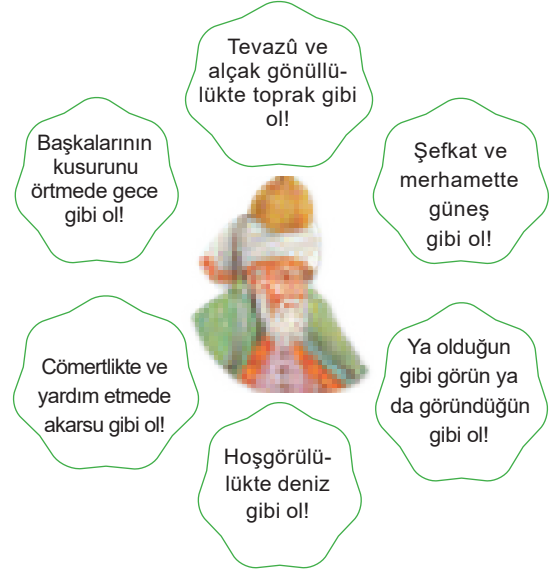 Tevazû ve
alçak gönüllü-
lükte toprak gibi
ol!
Başkalarının
kusurunu
örtmede gece
gibi ol!
Şefkat ve
merhamette
güneş
gibi ol!
Cömertlikte ve
yardım etmede
akarsu gibi ol!
Ya olduğun
gibi görün ya
da göründüğün
gibi ol!
Hoşgörülü-
lükte deniz
gibi ol!